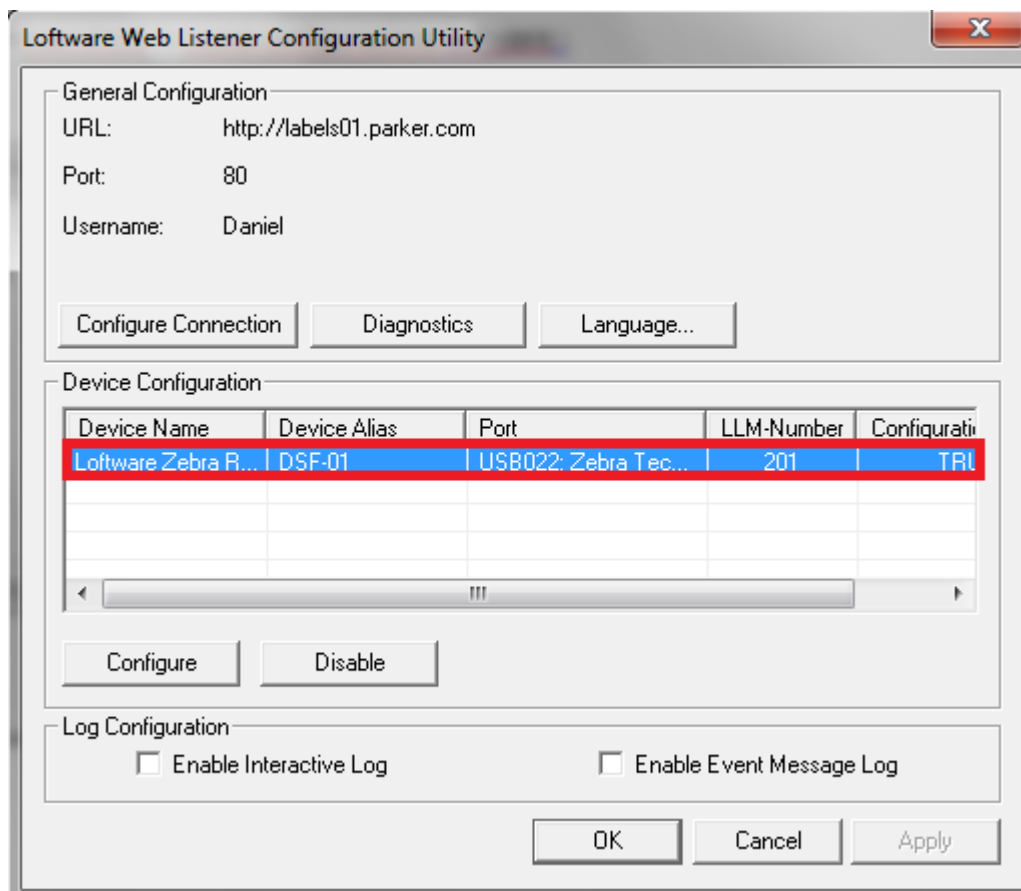 Loftware Web Listener Configuration Utility
General Configuration
URL: http://labels01.parker.com
Port: 80
Username: Daniel
Configure Connection Diagnostics Language...
Device Configuration
Device Name Device Alias Port LLM-Number Configurati
Loftware Zebra R... DSF-01 USB022: Zebra Tec... 201 TRU
Configure Disable
Log Configuration
Enable Interactive Log Enable Event Message Log
OK Cancel Apply